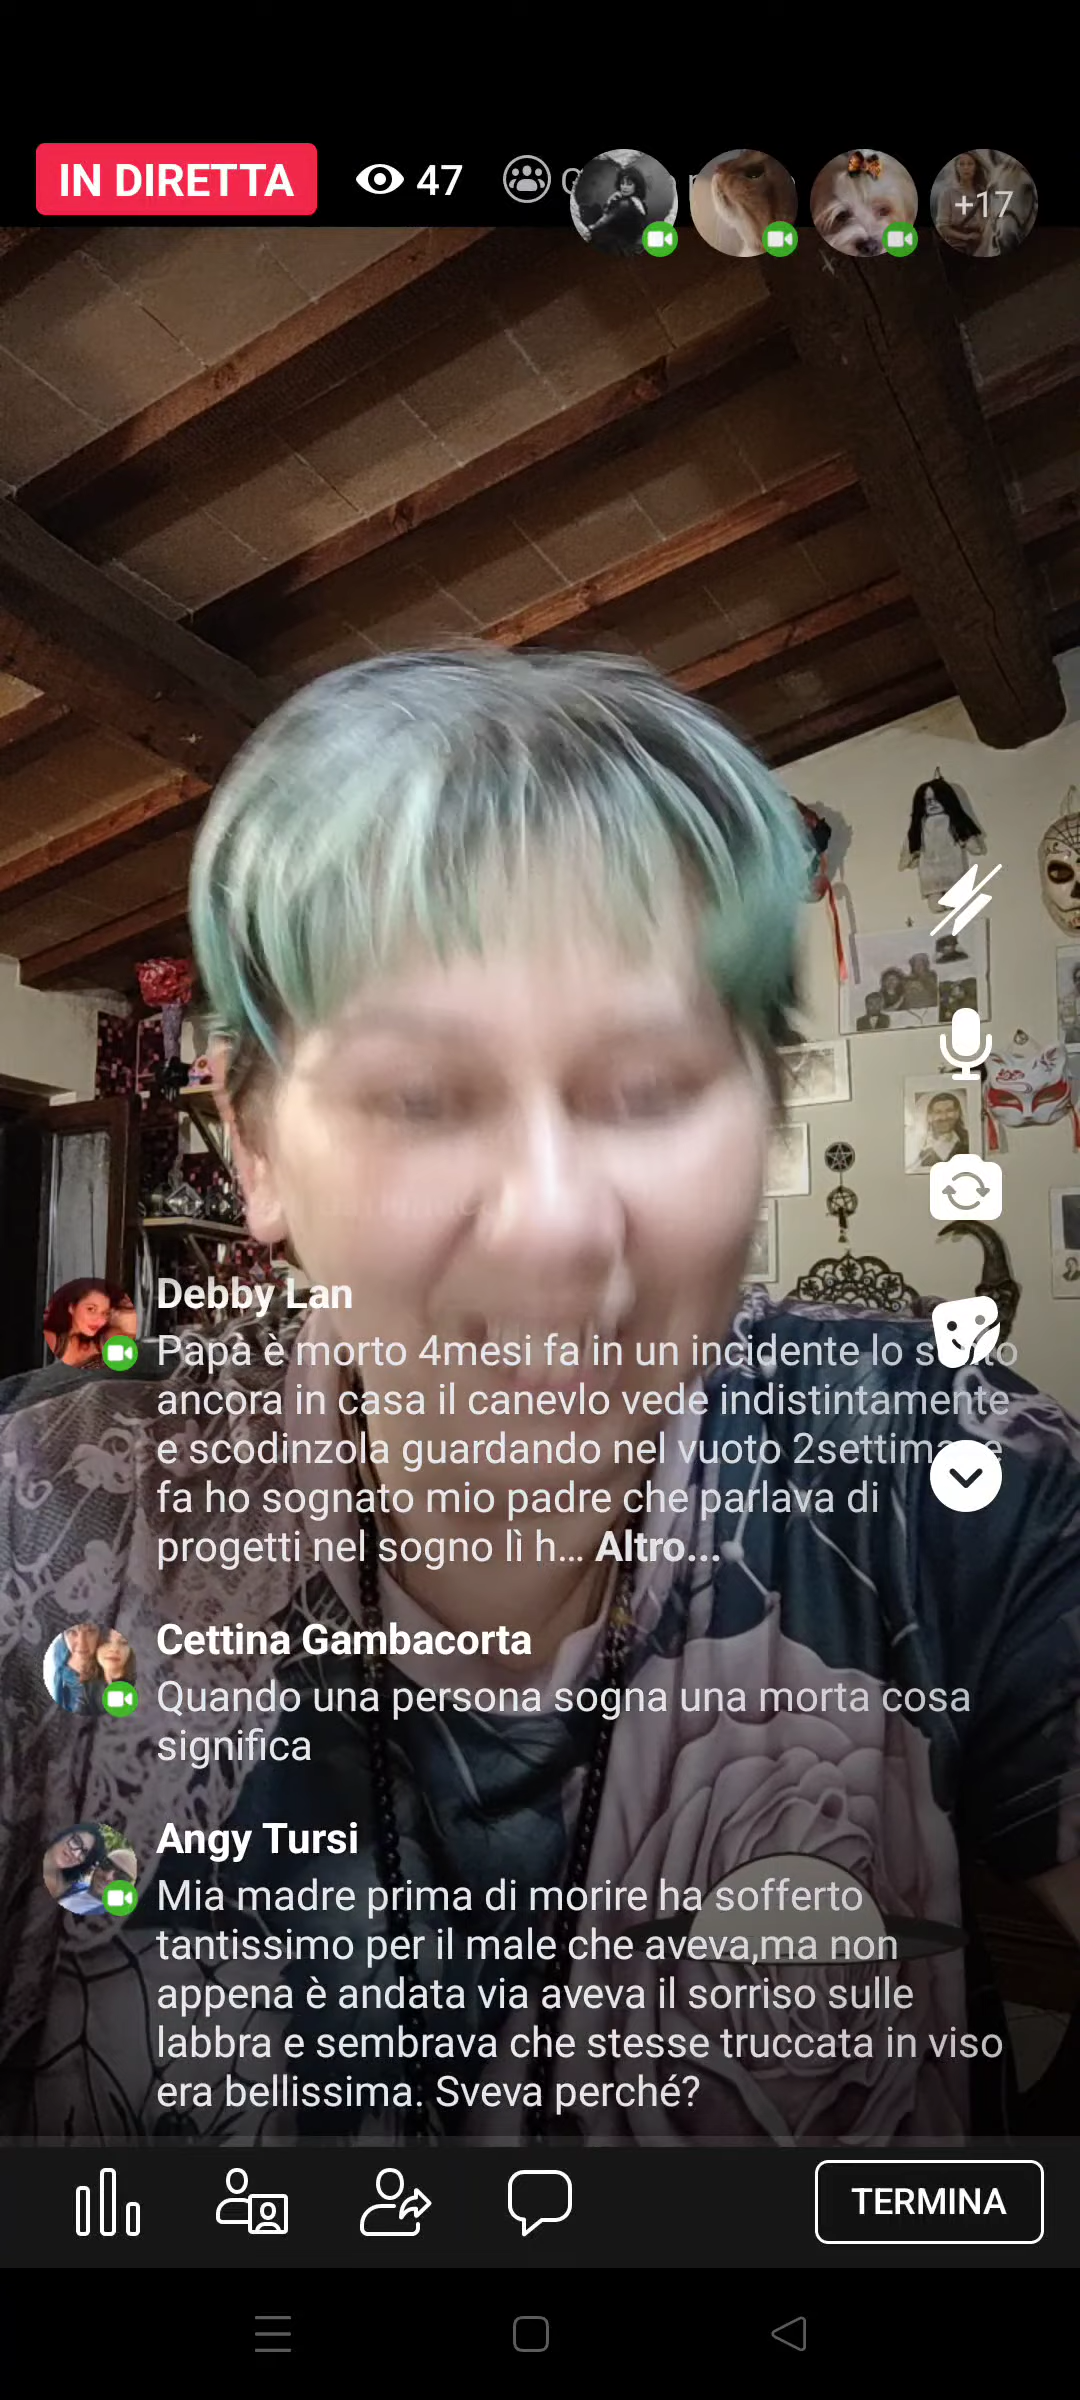 IN DIRETTA
47
+17
Debby Lan
Papà è morto 4mesi fa in un incidente lo
ancora in casa il canevlo vede indistintamente
e scodinzola guardando nel vuoto
fa ho sognato mio padre che parlava di
progetti nel sogno lì h... Altro...
Cettina Gambacorta
Quando una persona sogna una morta cosa
significa
Angy Tursi
Mia madre prima di morire ha sofferto
tantissimo per il male che aveva,ma non
appena è andata via aveva il sorriso sulle
labbra e sembrava che stesse truccata in viso
era bellissima. Sveva perché?
TERMINA